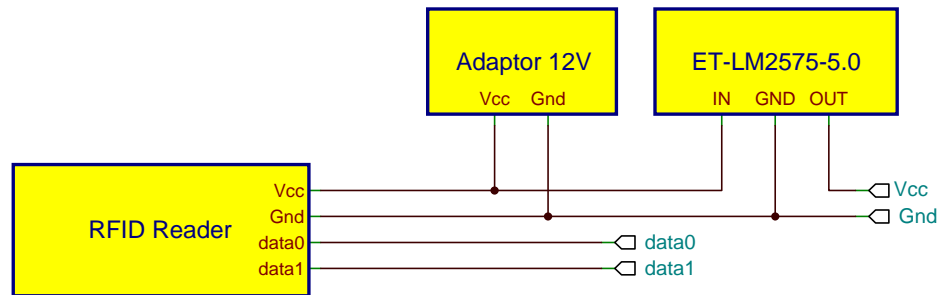 Adaptor 12V
Vcc Gnd
ET-LM2575-5.0
IN GND OUT
RFID Reader
Vcc
Gnd
data0
data1
Vcc
Gnd
data0
data1